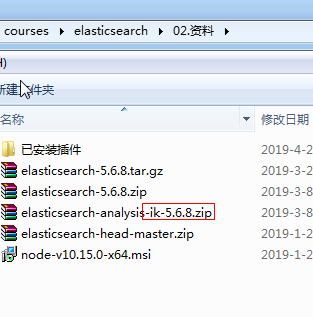 courses ▸ elasticsearch ▸ 02.资料 ▸
H)
新建文件夹
名称 修改日期
已安装插件 2019-4-2
elasticsearch-5.6.8.tar.gz 2019-3-2
elasticsearch-5.6.8.zip 2019-3-8
elasticsearch-analysis-ik-5.6.8.zip 2019-3-8
elasticsearch-head-master.zip 2019-1-2
node-v10.15.0-x64.msi 2019-1-2